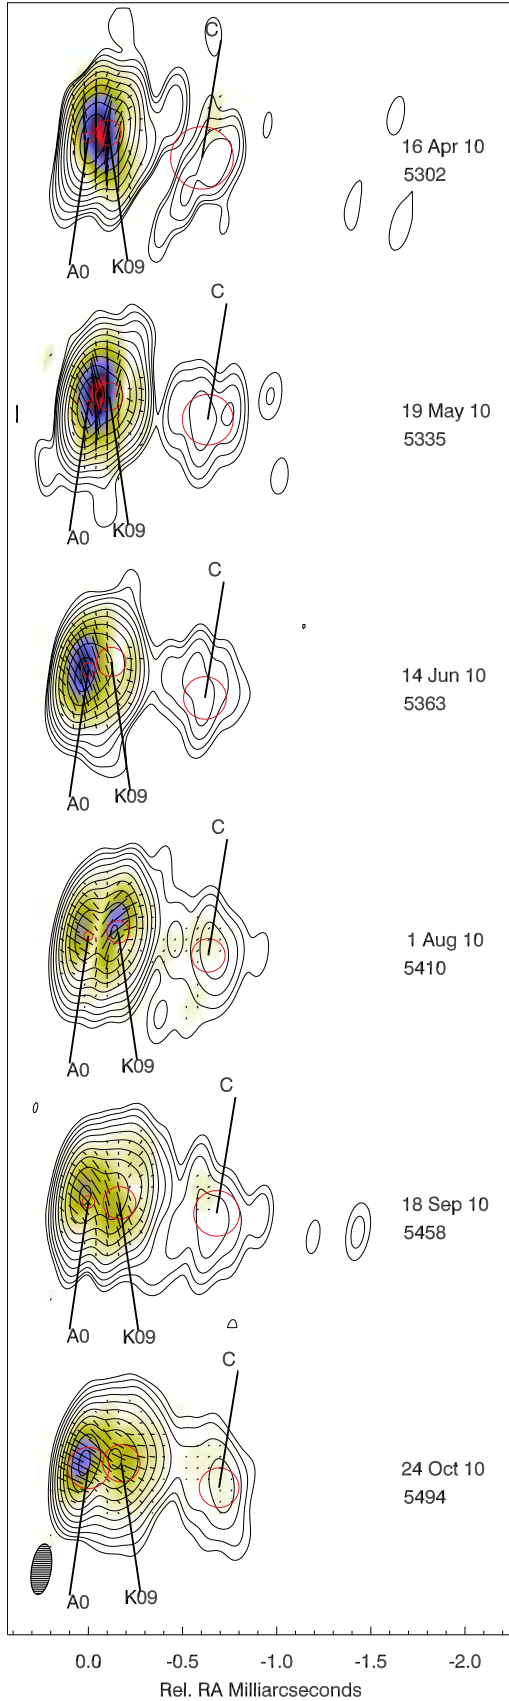 C
16 Apr 10
5302
A0 K09
C
19 May 10
5335
A0 K09
C
14 Jun 10
5363
A0 K09
C
1 Aug 10
5410
A0 K09
C
18 Sep 10
5458
A0 K09
C
24 Oct 10
5494
A0 K09
0.0 -0.5 -1.0 -1.5 -2.0
Rel. RA Milliarcseconds